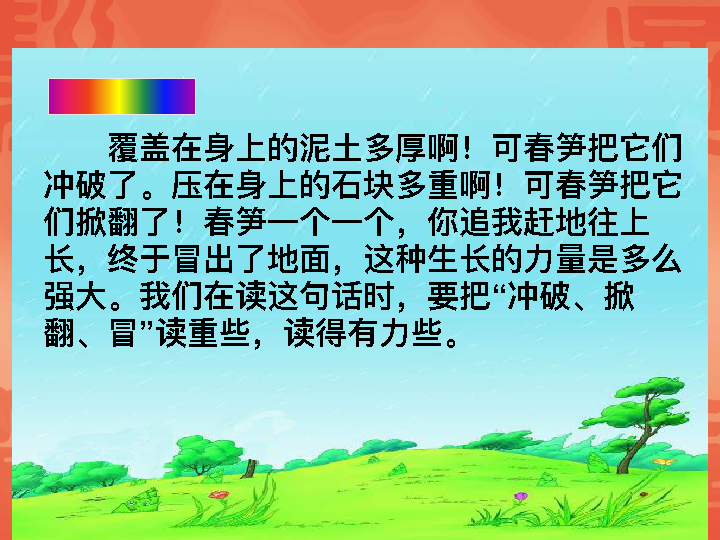 覆盖在身上的泥土多厚啊！可春笋把它们
冲破了。压在身上的石块多重啊！可春笋把它
们掀翻了！春笋一个一个，你追我赶地往上
长，终于冒出了地面，这种生长的力量是多么
强大。我们在读这句话时，要把“冲破、掀
翻、冒”读重些，读得有力些。